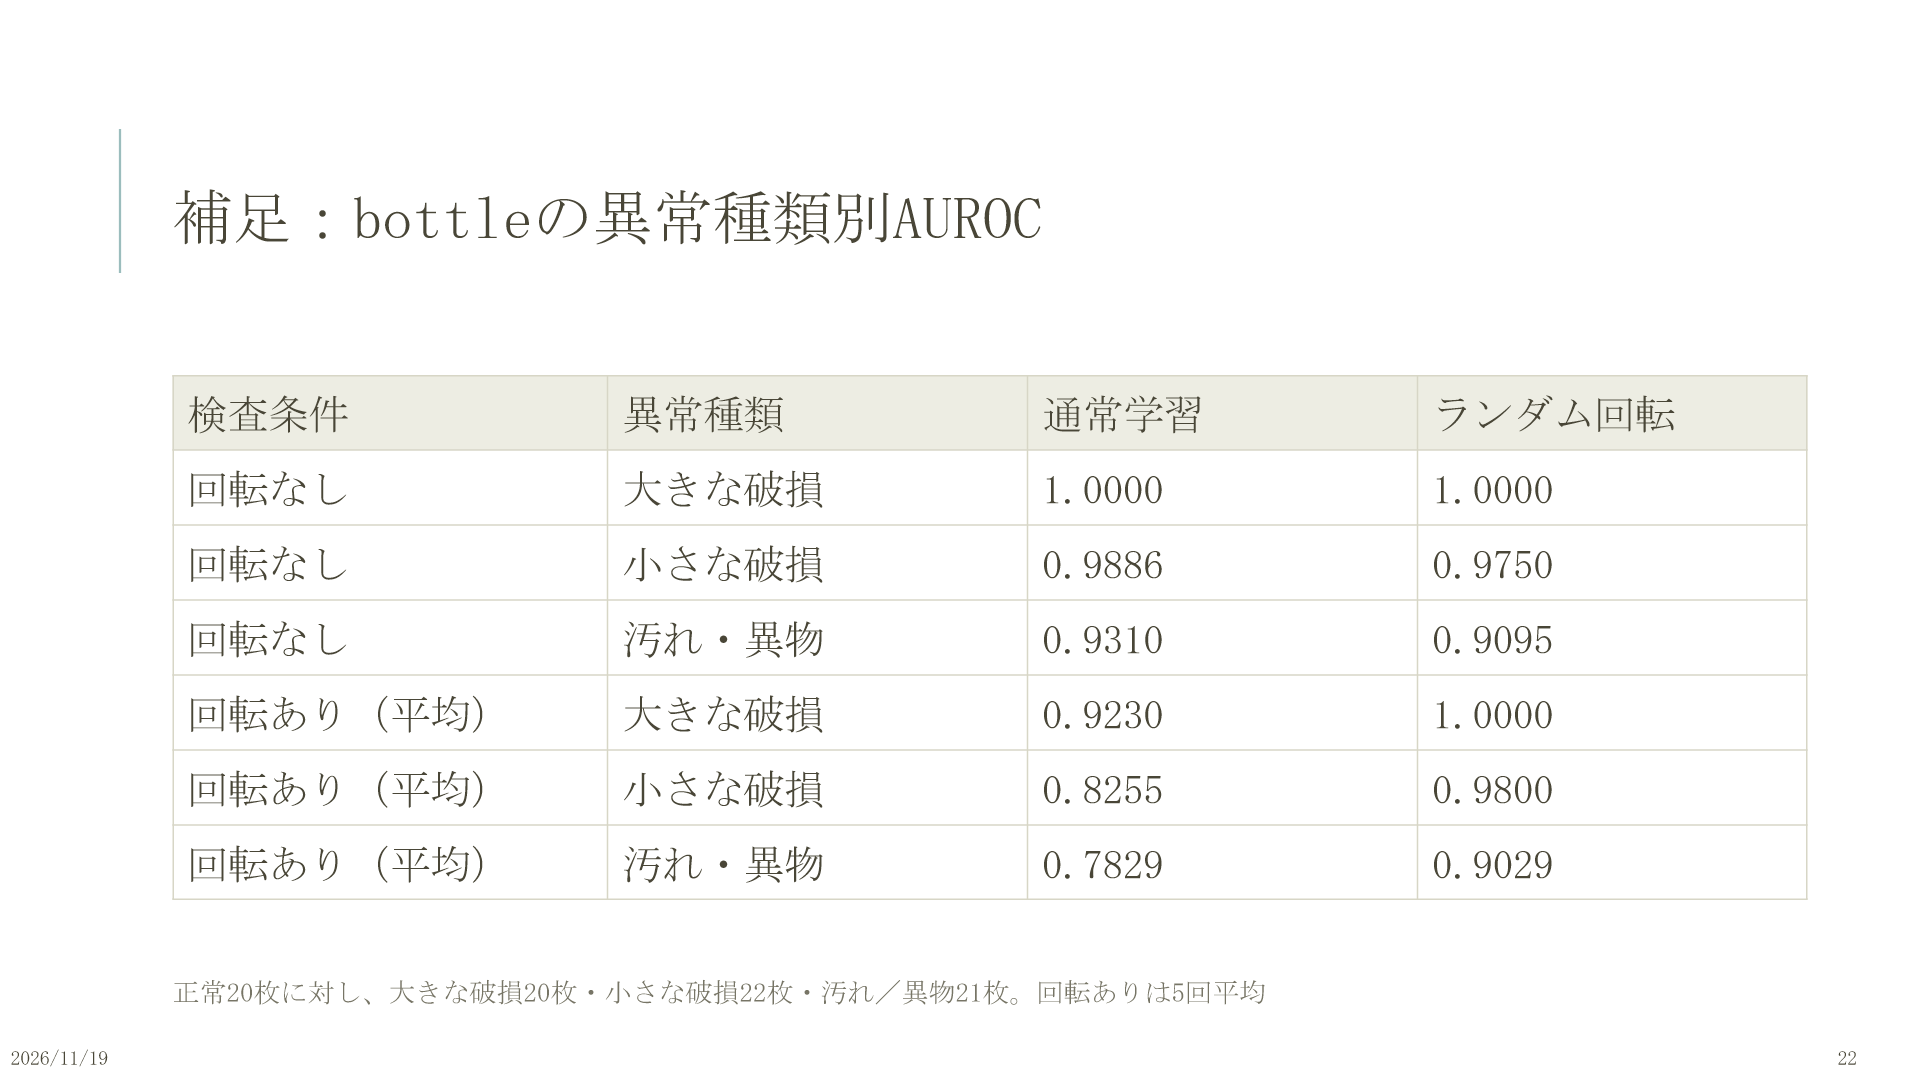 補足：bottleの異常種類別AUROC
検査条件 異常種類 通常学習 ランダム回転
回転なし 大きな破損 1.0000 1.0000
回転なし 小さな破損 0.9886 0.9750
回転なし 汚れ・異物 0.9310 0.9095
回転あり（平均） 大きな破損 0.9230 1.0000
回転あり（平均） 小さな破損 0.8255 0.9800
回転あり（平均） 汚れ・異物 0.7829 0.9029
正常20枚に対し、大きな破損20枚・小さな破損22枚・汚れ／異物21枚。回転ありは5回平均
2026/11/19 22